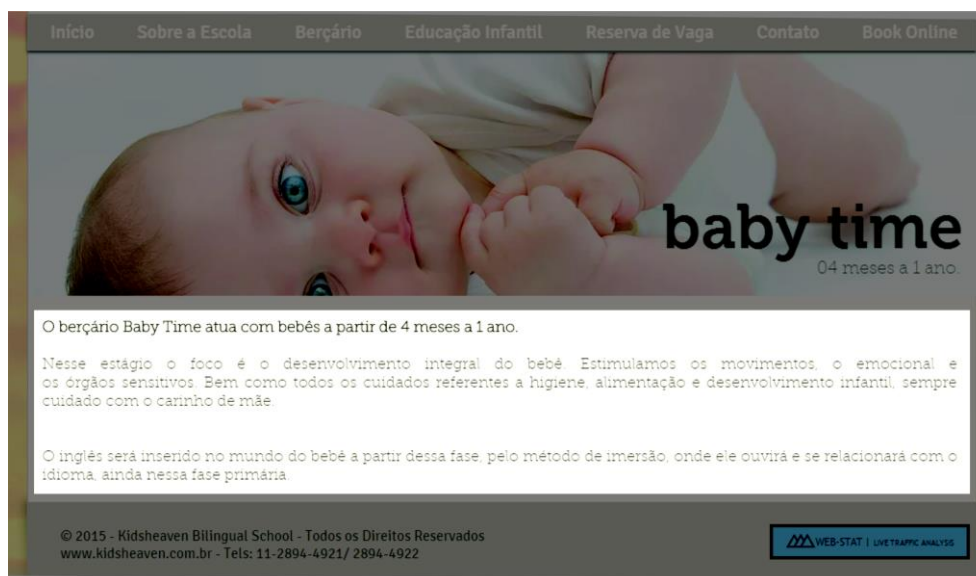 Início Sobre a Escola Berçário Educação Infantil Reserva de Vaga Contato Book Online
baby time
04 meses a 1 ano.
O berçário Baby Time atua com bebês a partir de 4 meses a 1 ano.
Nesse estágio o foco é o desenvolvimento integral do bebê. Estimulamos os movimentos, o emocional e
os órgãos sensitivos. Bem como todos os cuidados referentes a higiene, alimentação e desenvolvimento infantil, sempre
cuidado com o carinho de mãe.
O inglês será inserido no mundo do bebê a partir dessa fase, pelo método de imersão, onde ele ouvirá e se relacionará com o
idioma, ainda nessa fase primária.
© 2015 - Kidsheaven Bilingual School - Todos os Direitos Reservados
www.kidsheaven.com.br - Tels: 11-2894-4921/ 2894-4922
WEB-STAT | LIVE TRAFFIC ANALYSIS